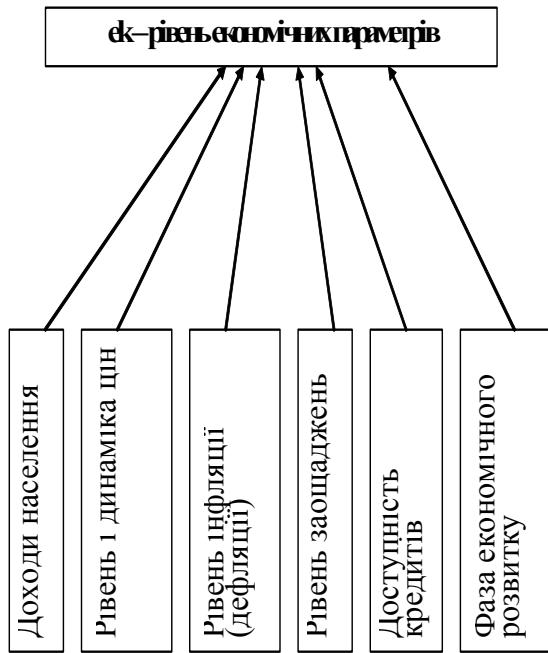 ek – рівень економічних параметрів
Доходи населення
Рівень і динаміка цін
Рівень інфляції
(дефляції)
Рівень заощаджень
Доступність
кредитів
Фаза економічного
розвитку